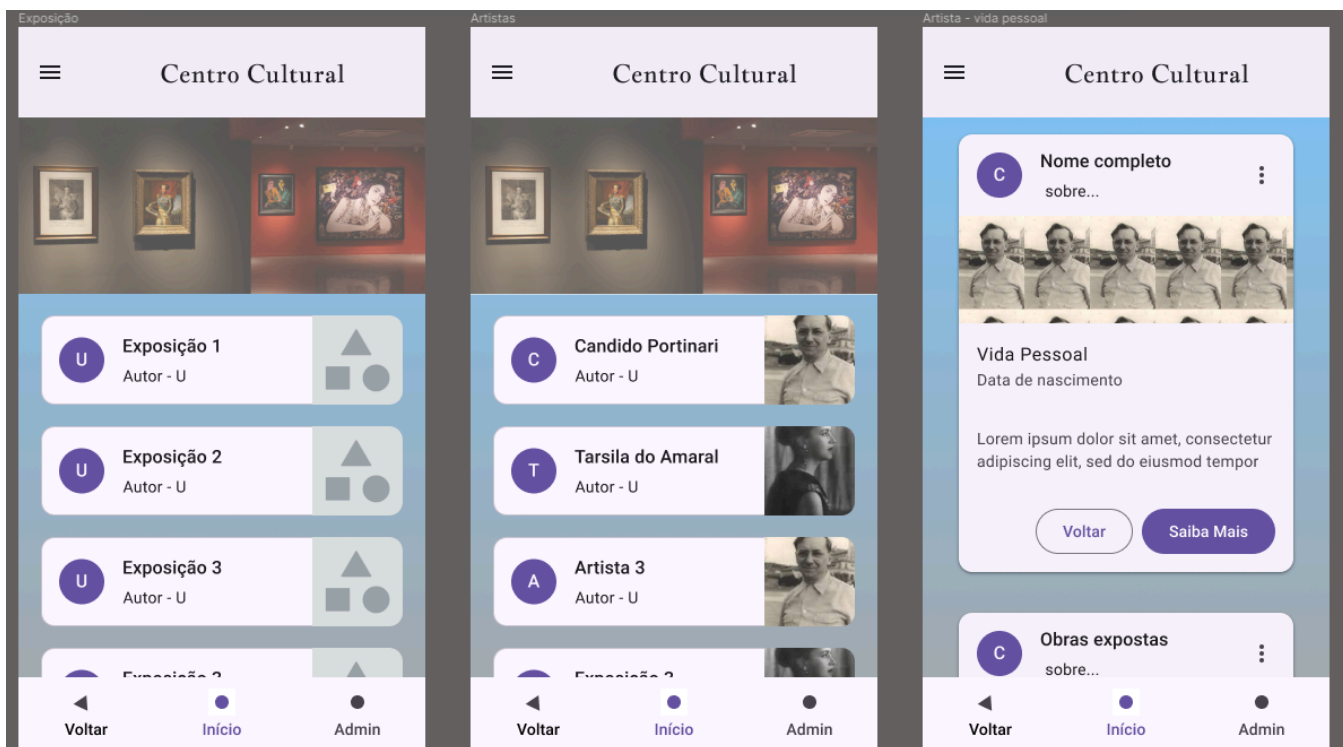 Exposição
Centro Cultural
U
Exposição 1
Autor - U
U
Exposição 2
Autor - U
U
Exposição 3
Autor - U
Voltar
Início
Admin
Artistas
Centro Cultural
C
Candido Portinari
Autor - U
T
Tarsila do Amaral
Autor - U
A
Artista 3
Autor - U
Voltar
Início
Admin
Artista - vida pessoal
Centro Cultural
C
Nome completo
sobre...
Vida Pessoal
Data de nascimento
Lorem ipsum dolor sit amet, consectetur
adipiscing elit, sed do eiusmod tempor
Voltar
Saiba Mais
C
Obras expostas
sobre...
Voltar
Início
Admin